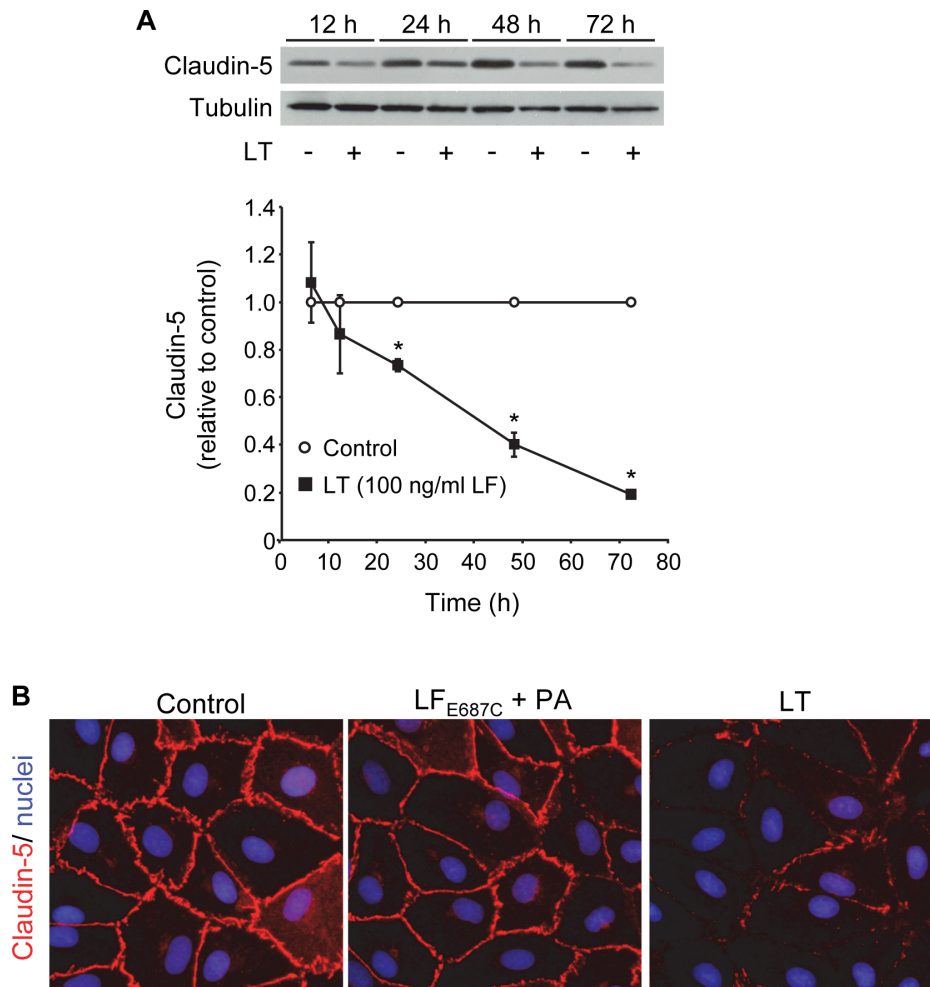 A
12 h 24 h 48 h 72 h
Claudin-5
Tubulin
LT - + - + - + - +
1.4
1.2
1.0
0.8
0.6
0.4
0.2
0
Claudin-5
(relative to control)
* * *
Control
LT (100 ng/ml LF)
0 10 20 30 40 50 60 70 80
Time (h)
B
Control LF_E687C + PA LT
Claudin-5/ nuclei